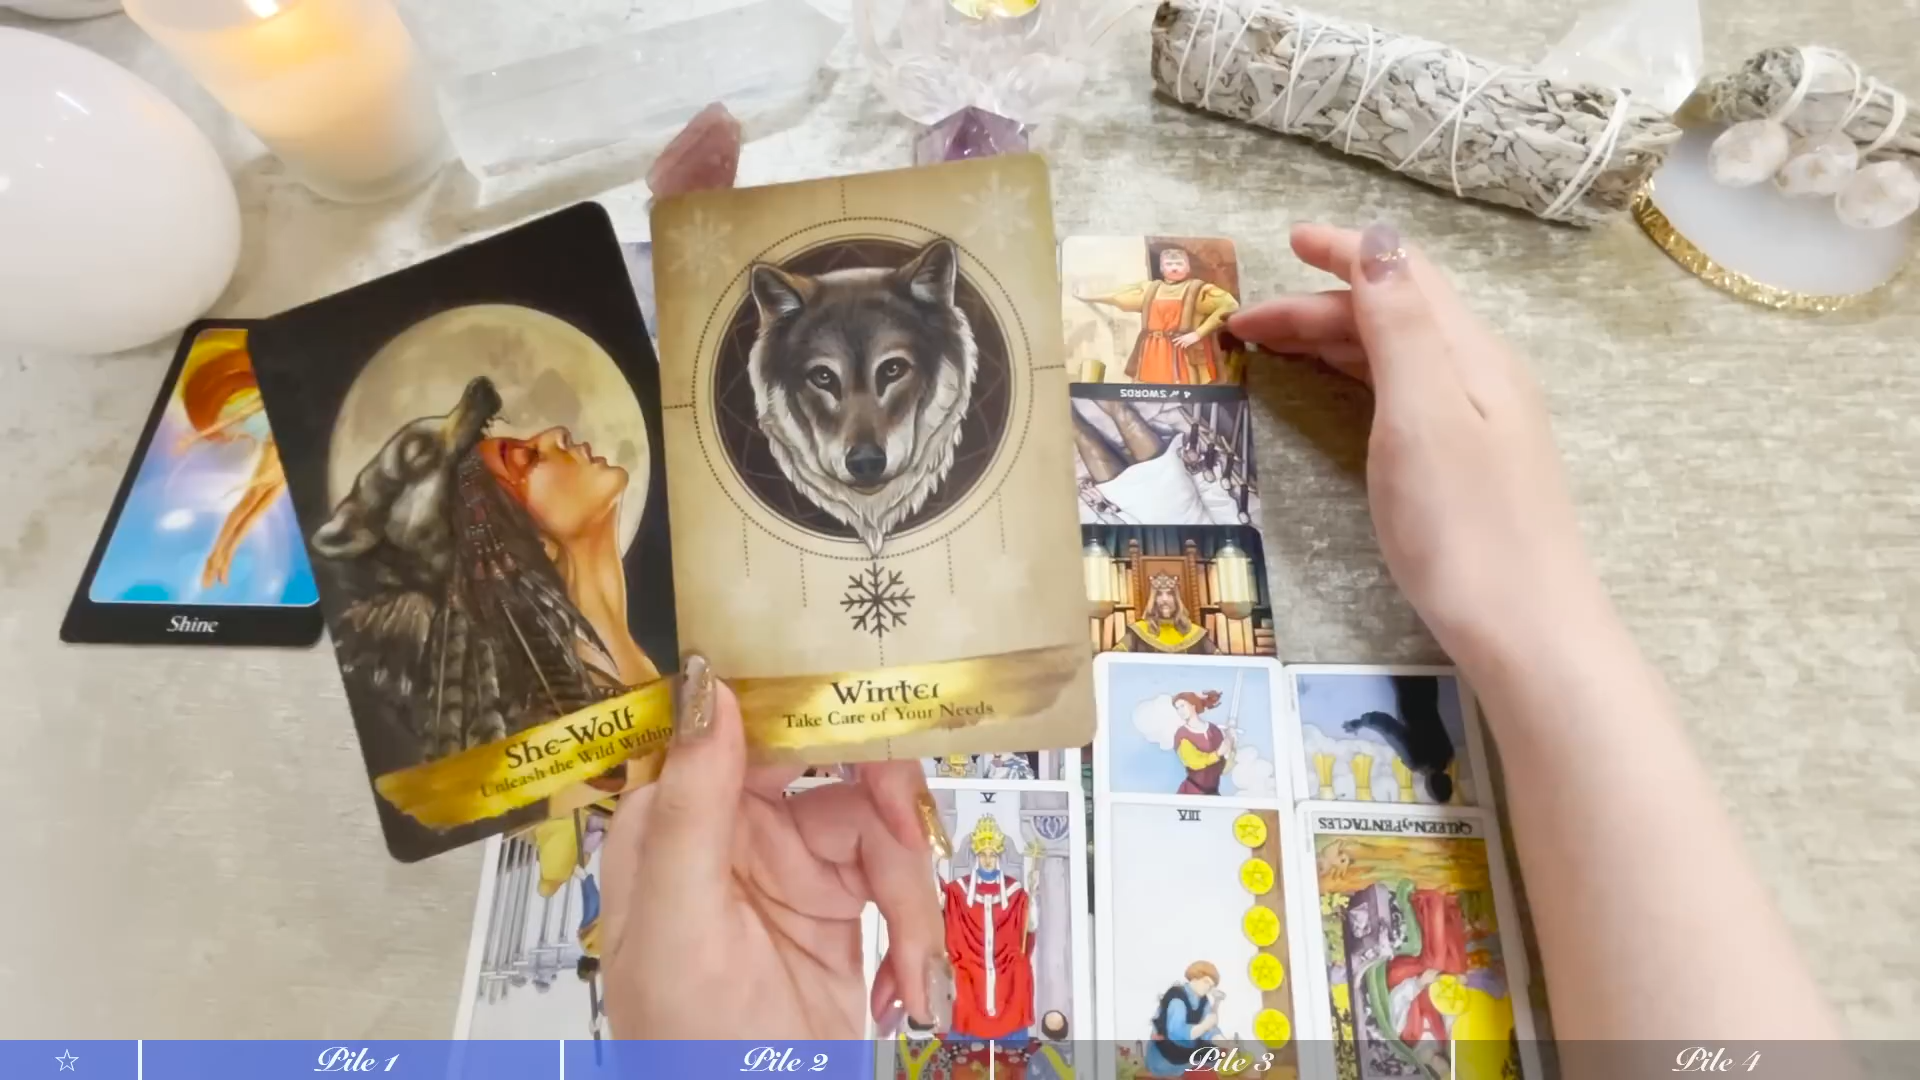 4 of SWORDS
Shine
She-Wolf
Unleash the Wild Within
Winter
Take Care of Your Needs
V
VIII
QUEEN of PENTACLES
☆ Pile 1 Pile 2 Pile 3 Pile 4